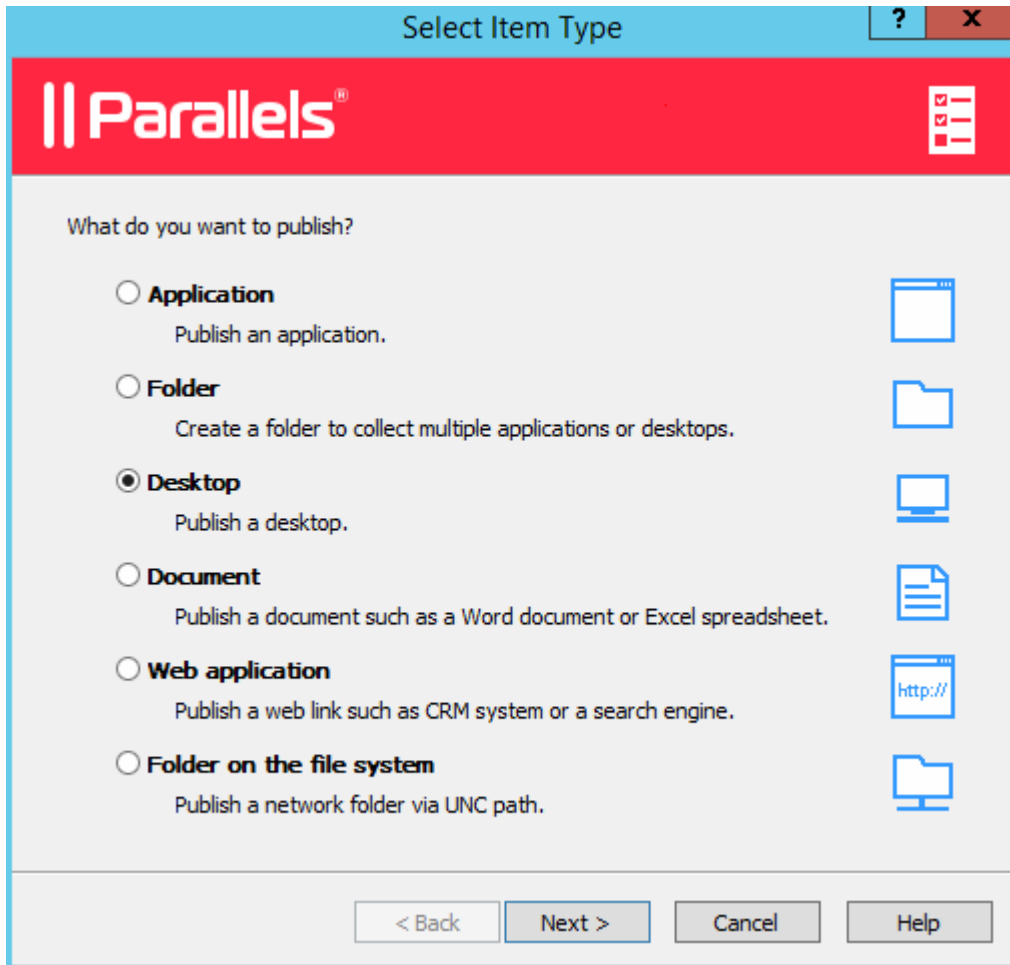 Select Item Type
? x
Parallels®
What do you want to publish?
Application
Publish an application.
Folder
Create a folder to collect multiple applications or desktops.
Desktop
Publish a desktop.
Document
Publish a document such as a Word document or Excel spreadsheet.
Web application
Publish a web link such as CRM system or a search engine.
http://
Folder on the file system
Publish a network folder via UNC path.
< Back Next > Cancel Help